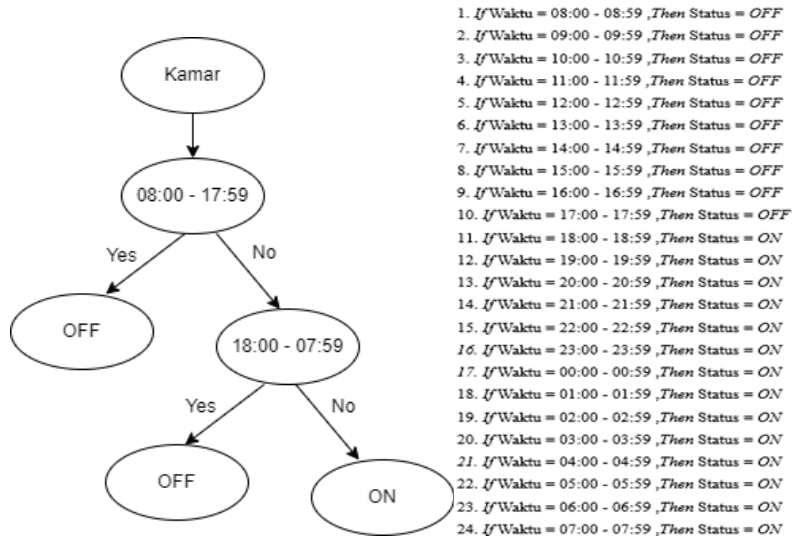 Kamar
08:00 - 17:59
Yes
No
OFF
18:00 - 07:59
Yes
No
OFF
ON
1. If Waktu = 08:00 - 08:59 ,Then Status = OFF
2. If Waktu = 09:00 - 09:59 ,Then Status = OFF
3. If Waktu = 10:00 - 10:59 ,Then Status = OFF
4. If Waktu = 11:00 - 11:59 ,Then Status = OFF
5. If Waktu = 12:00 - 12:59 ,Then Status = OFF
6. If Waktu = 13:00 - 13:59 ,Then Status = OFF
7. If Waktu = 14:00 - 14:59 ,Then Status = OFF
8. If Waktu = 15:00 - 15:59 ,Then Status = OFF
9. If Waktu = 16:00 - 16:59 ,Then Status = OFF
10. If Waktu = 17:00 - 17:59 ,Then Status = OFF
11. If Waktu = 18:00 - 18:59 ,Then Status = ON
12. If Waktu = 19:00 - 19:59 ,Then Status = ON
13. If Waktu = 20:00 - 20:59 ,Then Status = ON
14. If Waktu = 21:00 - 21:59 ,Then Status = ON
15. If Waktu = 22:00 - 22:59 ,Then Status = ON
16. If Waktu = 23:00 - 23:59 ,Then Status = ON
17. If Waktu = 00:00 - 00:59 ,Then Status = ON
18. If Waktu = 01:00 - 01:59 ,Then Status = ON
19. If Waktu = 02:00 - 02:59 ,Then Status = ON
20. If Waktu = 03:00 - 03:59 ,Then Status = ON
21. If Waktu = 04:00 - 04:59 ,Then Status = ON
22. If Waktu = 05:00 - 05:59 ,Then Status = ON
23. If Waktu = 06:00 - 06:59 ,Then Status = ON
24. If Waktu = 07:00 - 07:59 ,Then Status = ON